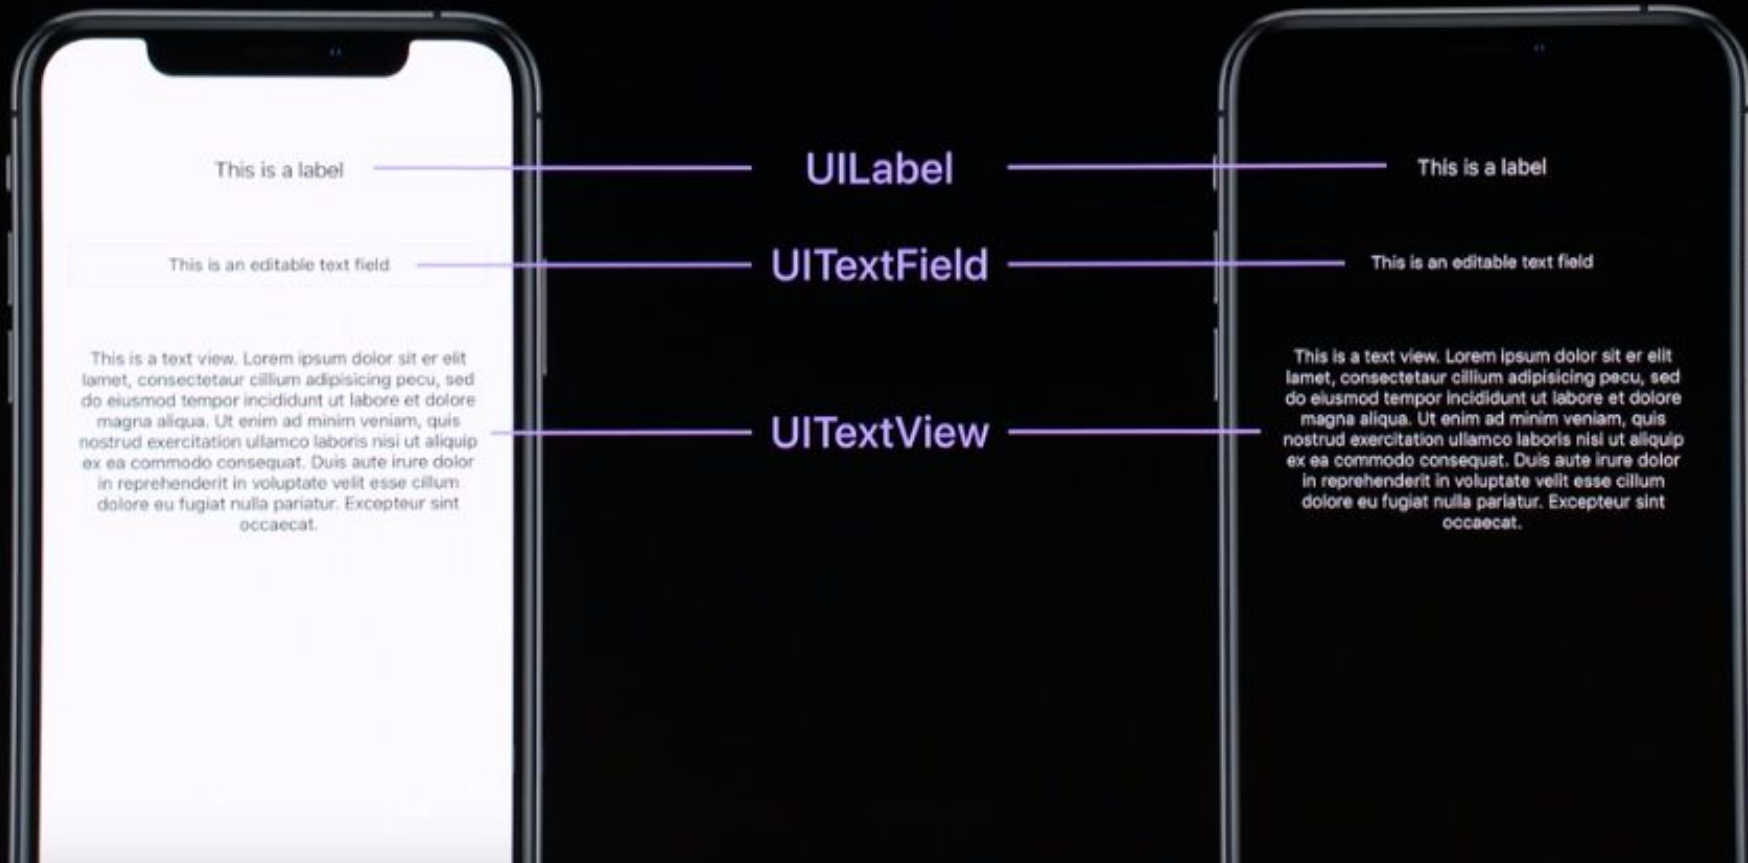 This is a label
This is an editable text field
This is a text view. Lorem ipsum dolor sit er elit
lamet, consectetaur cillium adipisicing pecu, sed
do eiusmod tempor incididunt ut labore et dolore
magna aliqua. Ut enim ad minim veniam, quis
nostrud exercitation ullamco laboris nisi ut aliquip
ex ea commodo consequat. Duis aute irure dolor
in reprehenderit in voluptate velit esse cillum
dolore eu fugiat nulla pariatur. Excepteur sint
occaecat.
UILabel
UITextField
UITextView
This is a label
This is an editable text field
This is a text view. Lorem ipsum dolor sit er elit
lamet, consectetaur cillium adipisicing pecu, sed
do eiusmod tempor incididunt ut labore et dolore
magna aliqua. Ut enim ad minim veniam, quis
nostrud exercitation ullamco laboris nisi ut aliquip
ex ea commodo consequat. Duis aute irure dolor
in reprehenderit in voluptate velit esse cillum
dolore eu fugiat nulla pariatur. Excepteur sint
occaecat.